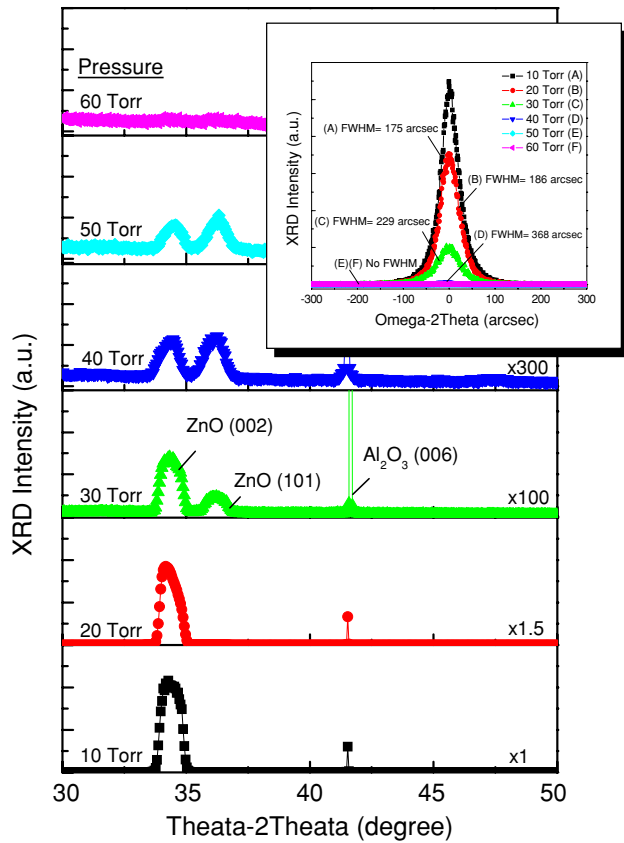 Pressure
60 Torr
50 Torr
40 Torr
x300
ZnO (002)
ZnO (101)
Al2O3 (006)
30 Torr
x100
20 Torr
x1.5
10 Torr
x1
30 35 40 45 50
Theata-2Theata (degree)
XRD Intensity (a.u.)
10 Torr (A)
20 Torr (B)
30 Torr (C)
40 Torr (D)
50 Torr (E)
60 Torr (F)
(A) FWHM= 175 arcsec
(B) FWHM= 186 arcsec
(C) FWHM= 229 arcsec
(D) FWHM= 368 arcsec
(E)(F) No FWHM
-300 -200 -100 0 100 200 300
Omega-2Theta (arcsec)
XRD Intensity (a.u.)